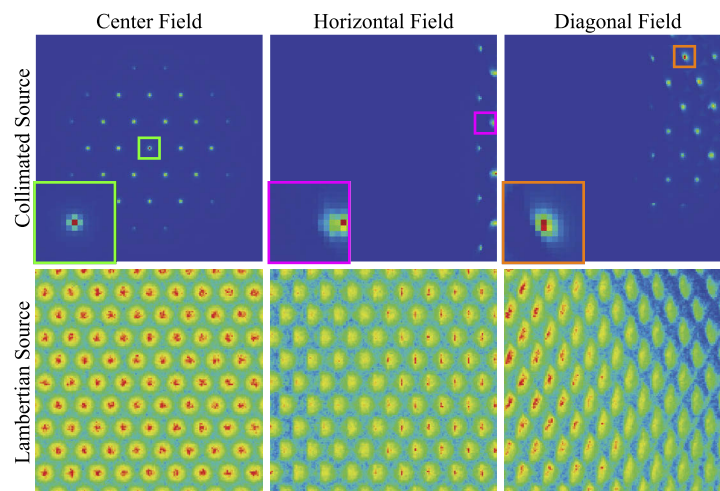 Center Field
Horizontal Field
Diagonal Field
Collimated Source
Lambertian Source